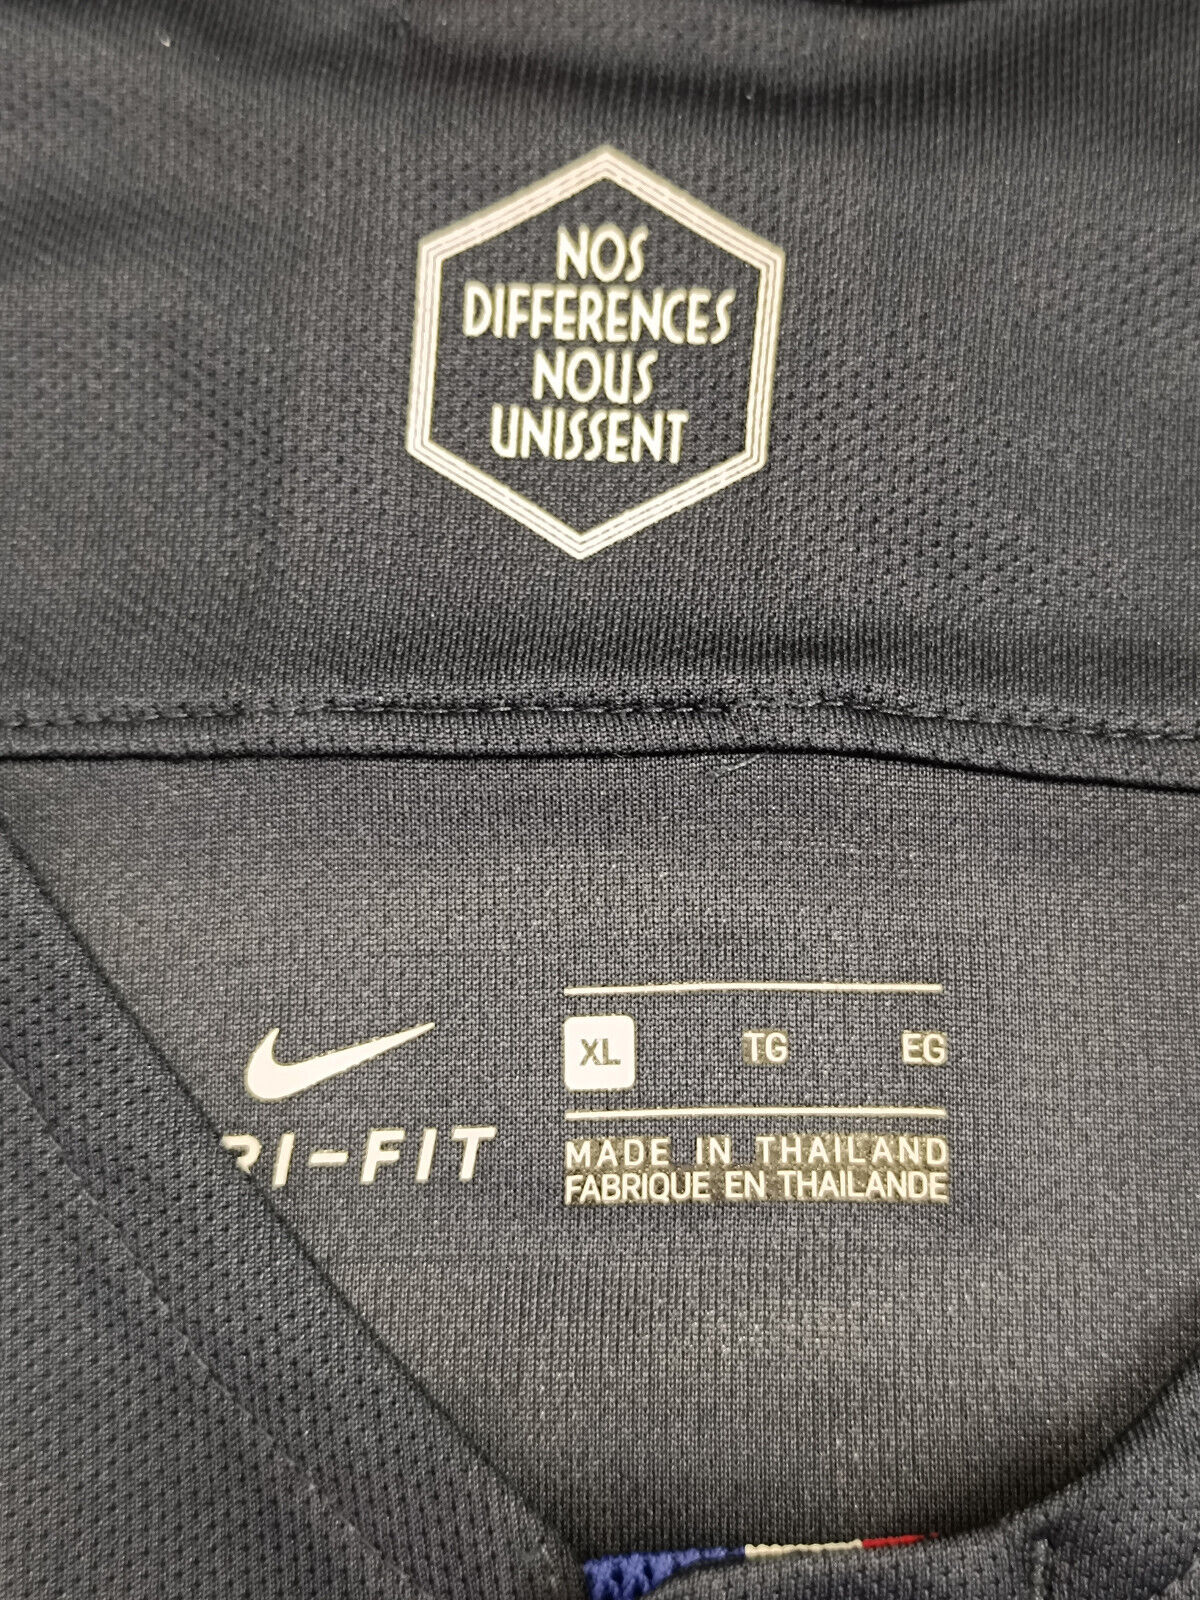 NOS
DIFFERENCES
NOUS
UNISSENT
RI-FIT
XL TG EG
MADE IN THAILAND
FABRIQUE EN THAILANDE